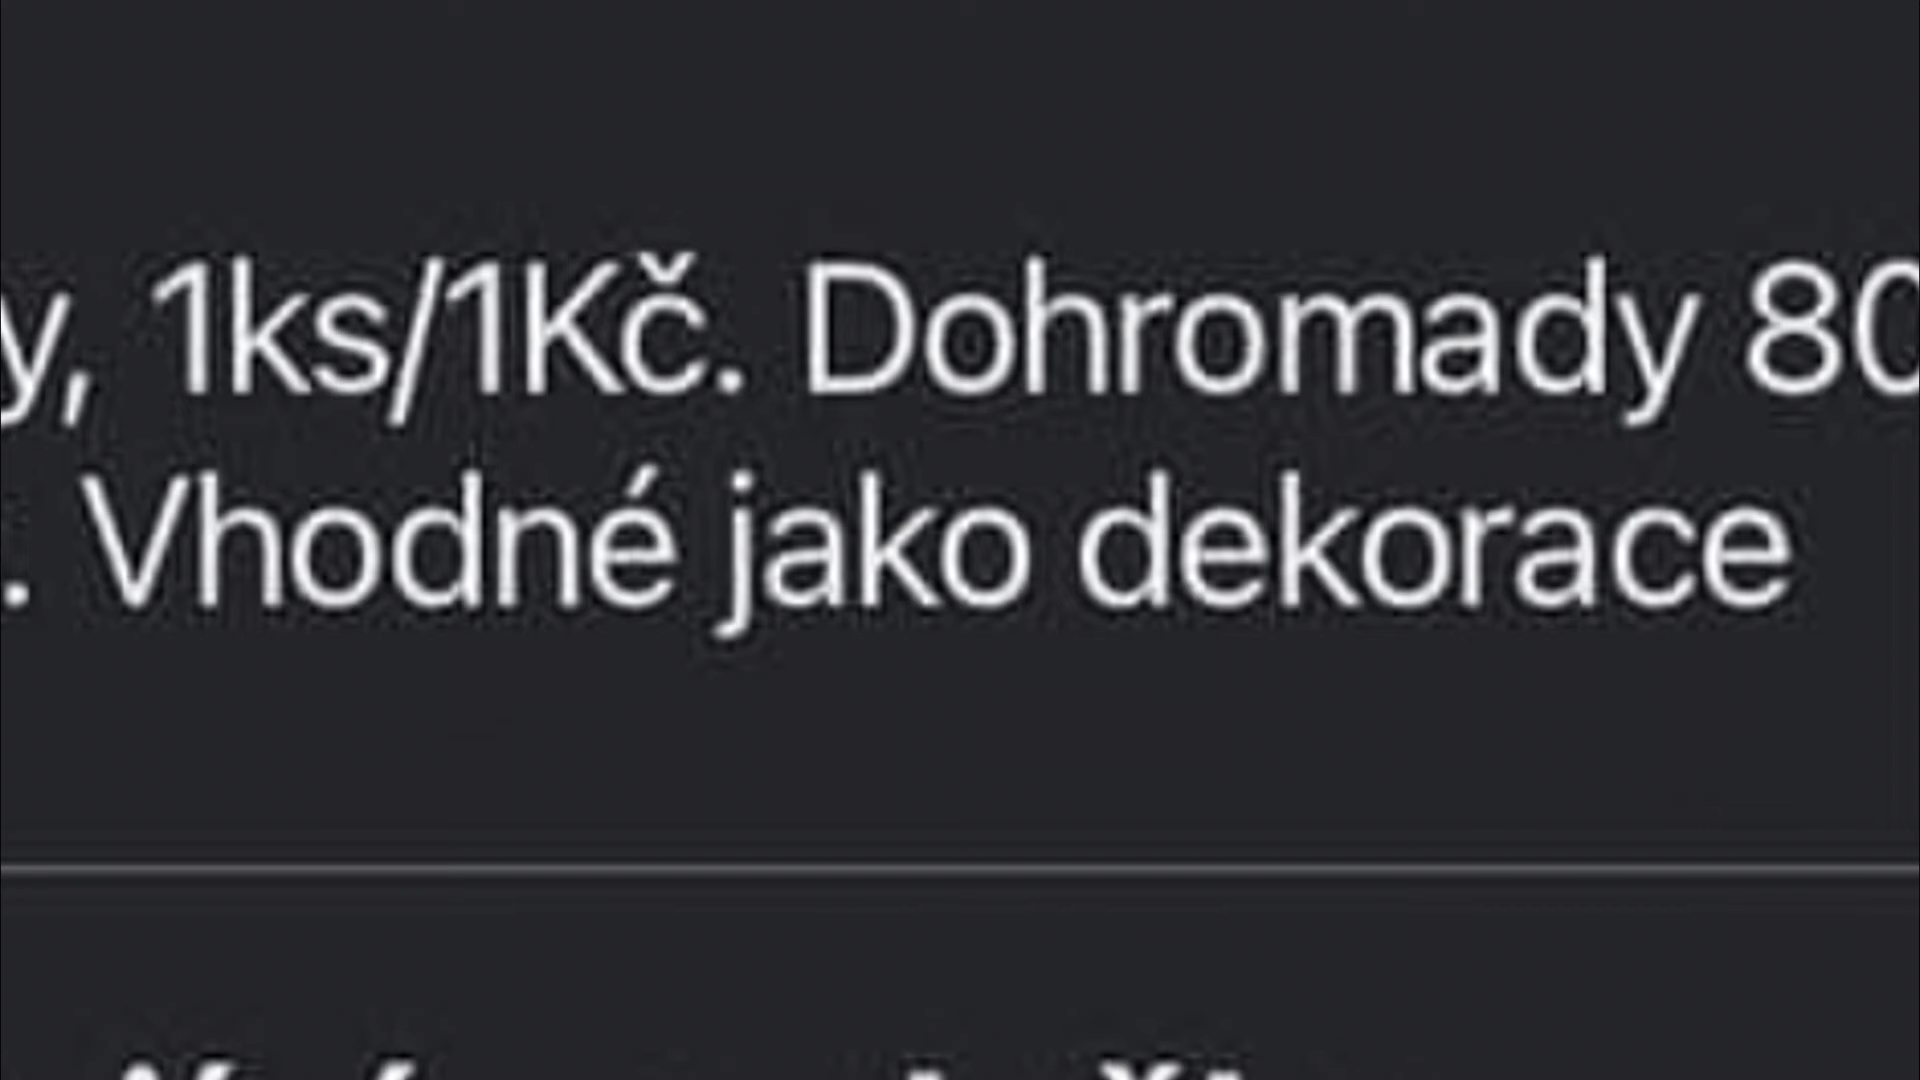 y, 1ks/1Kč. Dohromady 80
. Vhodné jako dekorace